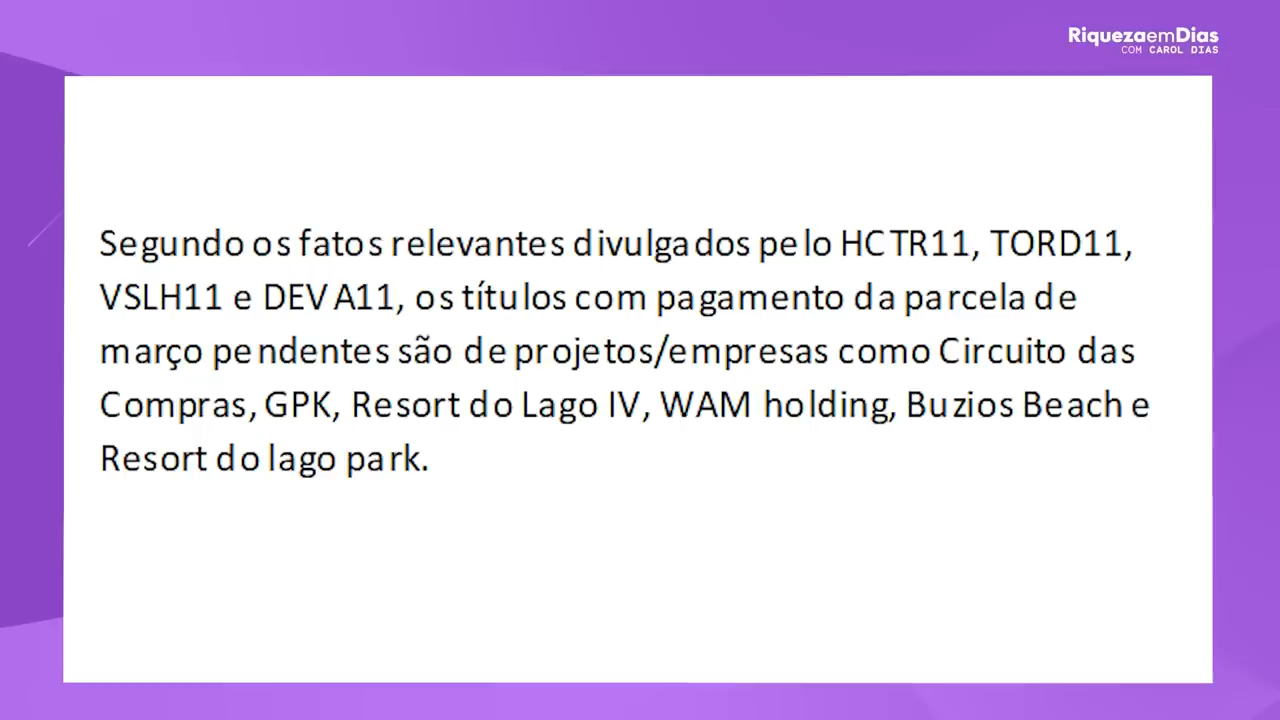 RiquezaemDias
COM CAROL DIAS
Segundo os fatos relevantes divulgados pelo HCTR11, TORD11,
VSLH11 e DEVA11, os títulos com pagamento da parcela de
março pendentes são de projetos/empresas como Circuito das
Compras, GPK, Resort do Lago IV, WAM holding, Buzios Beach e
Resort do lago park.